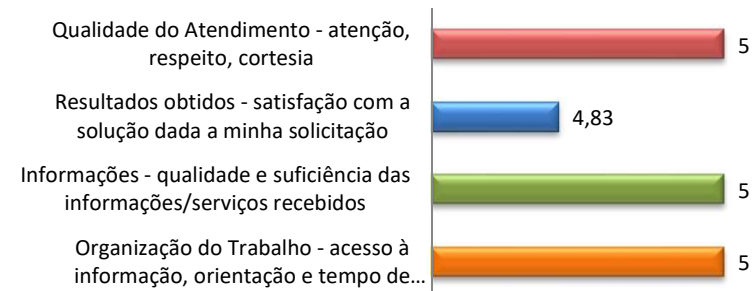 Qualidade do Atendimento - atenção,
respeito, cortesia
5
Resultados obtidos - satisfação com a
solução dada a minha solicitação
4,83
Informações - qualidade e suficiência das
informações/serviços recebidos
5
Organização do Trabalho - acesso à
informação, orientação e tempo de...
5